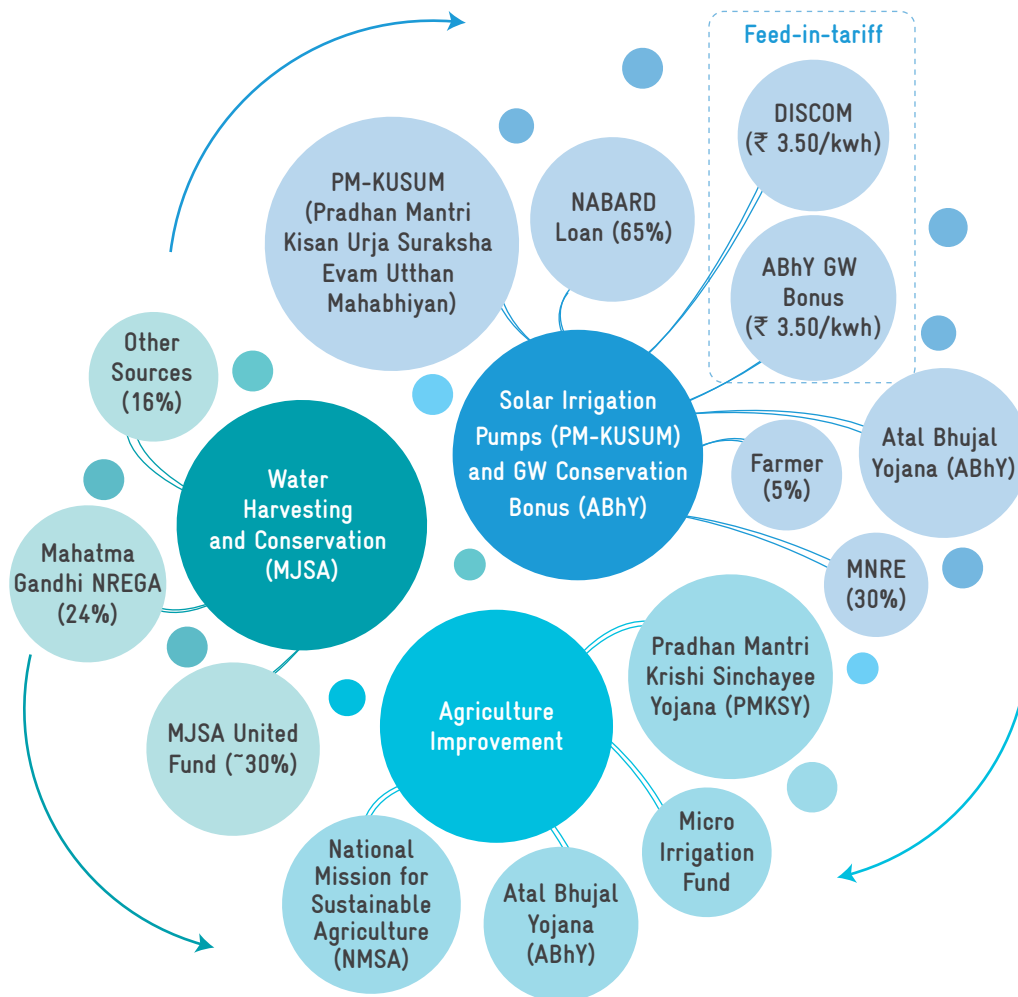 Feed-in-tariff
DISCOM
(₹ 3.50/kwh)
PM-KUSUM
(Pradhan Mantri
Kisan Urja Suraksha
Evam Utthan
Mahabhiyan)
NABARD
Loan (65%)
ABhY GW
Bonus
(₹ 3.50/kwh)
Other
Sources
(16%)
Solar Irrigation
Pumps (PM-KUSUM)
and GW Conservation
Bonus (ABhY)
Atal Bhujal
Yojana (ABhY)
Farmer
(5%)
Water
Harvesting
and Conservation
(MJSA)
Mahatma
Gandhi NREGA
(24%)
MNRE
(30%)
Pradhan Mantri
Krishi Sinchayee
Yojana (PMKSY)
MJSA United
Fund (~30%)
Agriculture
Improvement
Micro
Irrigation
Fund
National
Mission for
Sustainable
Agriculture
(NMSA)
Atal Bhujal
Yojana
(ABhY)